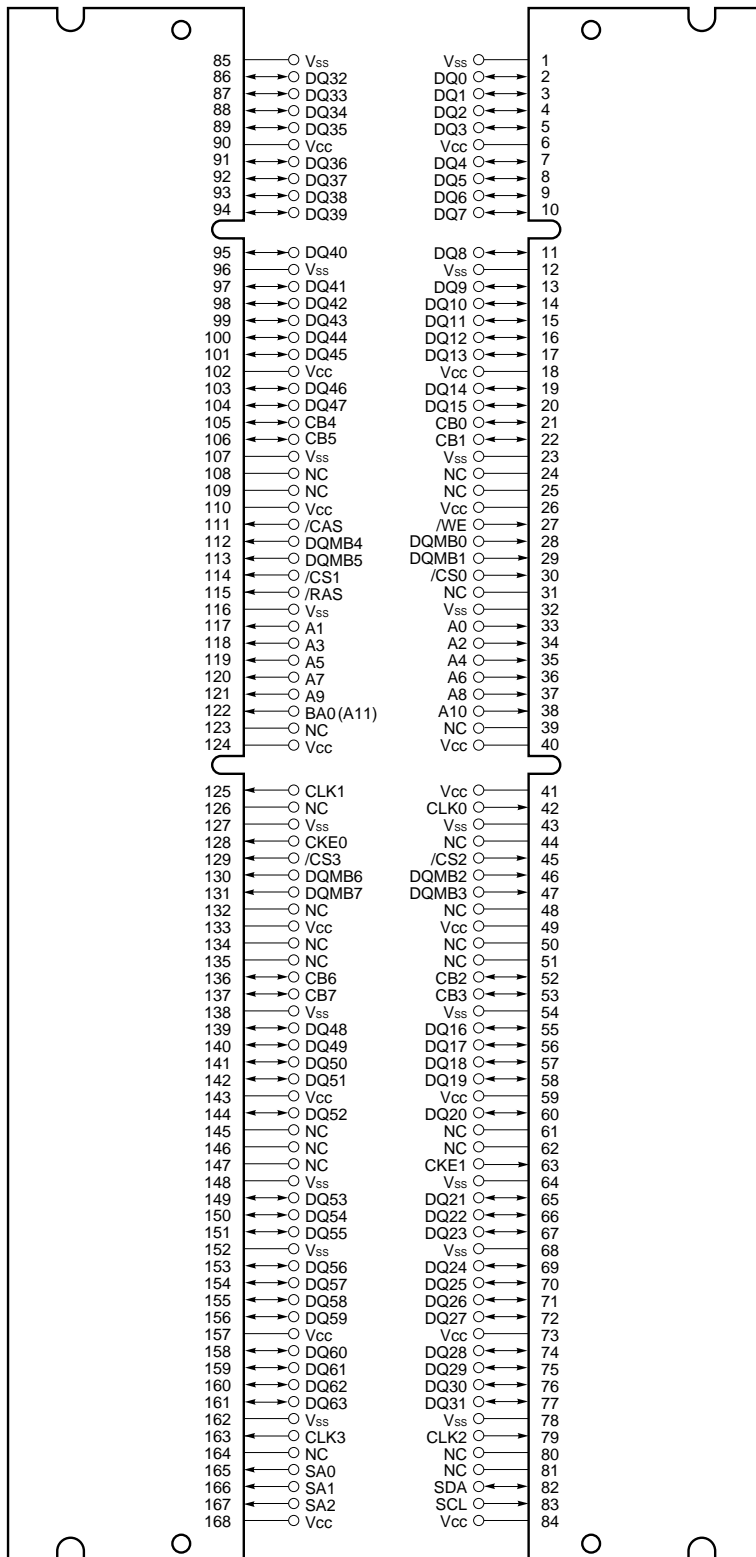 85 Vss Vss 1
86 DQ32 DQ0 2
87 DQ33 DQ1 3
88 DQ34 DQ2 4
89 DQ35 DQ3 5
90 Vcc Vcc 6
91 DQ36 DQ4 7
92 DQ37 DQ5 8
93 DQ38 DQ6 9
94 DQ39 DQ7 10
95 DQ40 DQ8 11
96 Vss Vss 12
97 DQ41 DQ9 13
98 DQ42 DQ10 14
99 DQ43 DQ11 15
100 DQ44 DQ12 16
101 DQ45 DQ13 17
102 Vcc Vcc 18
103 DQ46 DQ14 19
104 DQ47 DQ15 20
105 CB4 CB0 21
106 CB5 CB1 22
107 Vss Vss 23
108 NC NC 24
109 NC NC 25
110 Vcc Vcc 26
111 /CAS /WE 27
112 DQMB4 DQMB0 28
113 DQMB5 DQMB1 29
114 /CS1 /CS0 30
115 /RAS NC 31
116 Vss Vss 32
117 A1 A0 33
118 A3 A2 34
119 A5 A4 35
120 A7 A6 36
121 A9 A8 37
122 BA0 (A11) A10 38
123 NC NC 39
124 Vcc Vcc 40
125 CLK1 Vcc 41
126 NC CLK0 42
127 Vss Vss 43
128 CKE0 NC 44
129 /CS3 /CS2 45
130 DQMB6 DQMB2 46
131 DQMB7 DQMB3 47
132 NC NC 48
133 Vcc Vcc 49
134 NC NC 50
135 NC NC 51
136 CB6 CB2 52
137 CB7 CB3 53
138 Vss Vss 54
139 DQ48 DQ16 55
140 DQ49 DQ17 56
141 DQ50 DQ18 57
142 DQ51 DQ19 58
143 Vcc Vcc 59
144 DQ52 DQ20 60
145 NC NC 61
146 NC NC 62
147 NC CKE1 63
148 Vss Vss 64
149 DQ53 DQ21 65
150 DQ54 DQ22 66
151 DQ55 DQ23 67
152 Vss Vss 68
153 DQ56 DQ24 69
154 DQ57 DQ25 70
155 DQ58 DQ26 71
156 DQ59 DQ27 72
157 Vcc Vcc 73
158 DQ60 DQ28 74
159 DQ61 DQ29 75
160 DQ62 DQ30 76
161 DQ63 DQ31 77
162 Vss Vss 78
163 CLK3 CLK2 79
164 NC NC 80
165 SA0 NC 81
166 SA1 SDA 82
167 SA2 SCL 83
168 Vcc Vcc 84